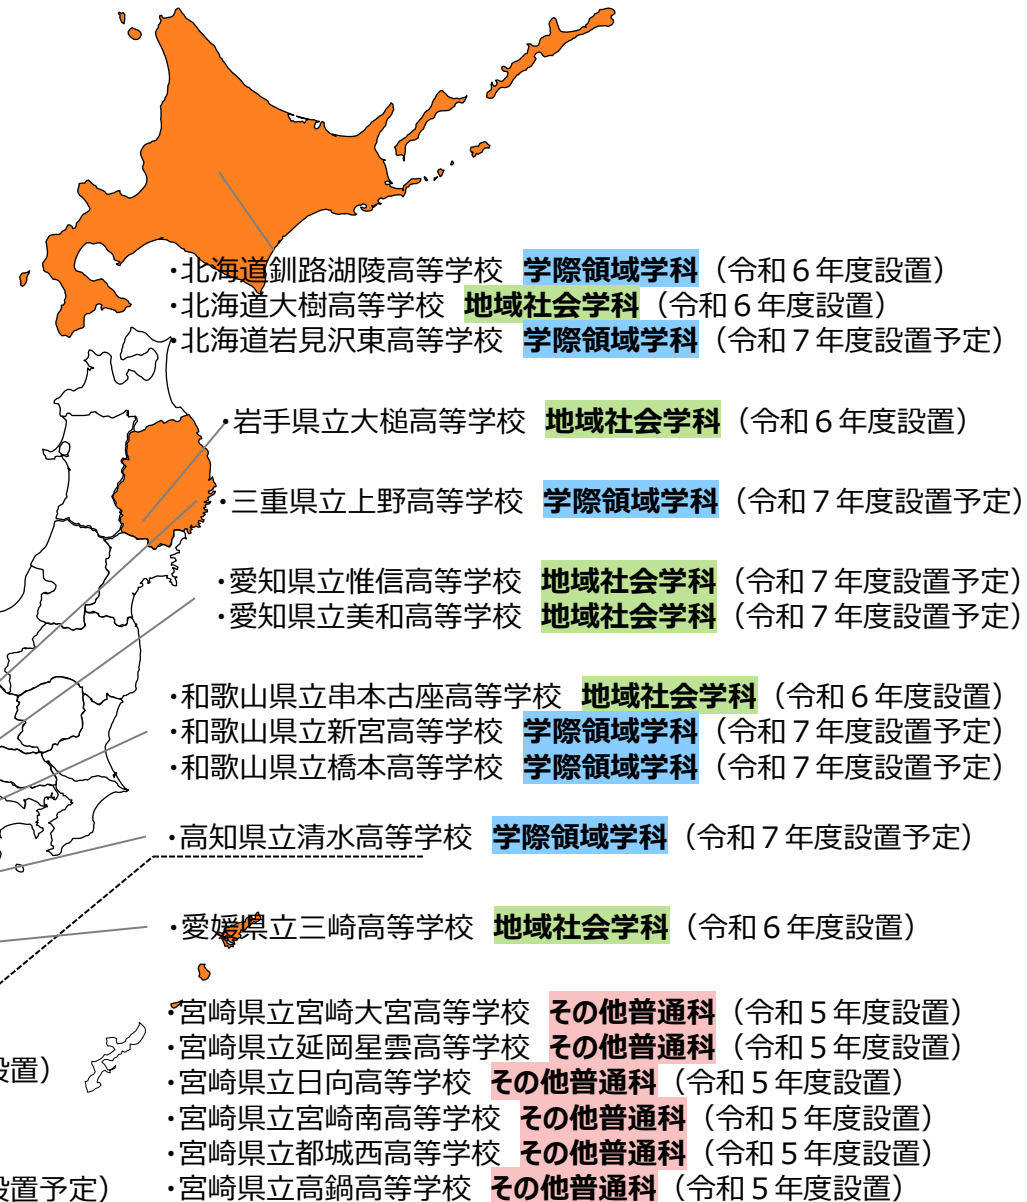 ・北海道釧路湖陵高等学校 学際領域学科（令和６年度設置）
・北海道大樹高等学校 地域社会学科（令和６年度設置）
・北海道岩見沢東高等学校 学際領域学科（令和７年度設置予定）
・岩手県立大槌高等学校 地域社会学科（令和６年度設置）
・三重県立上野高等学校 学際領域学科（令和７年度設置予定）
・愛知県立惟信高等学校 地域社会学科（令和７年度設置予定）
・愛知県立美和高等学校 地域社会学科（令和７年度設置予定）
・和歌山県立串本古座高等学校 地域社会学科（令和６年度設置）
・和歌山県立新宮高等学校 学際領域学科（令和７年度設置予定）
・和歌山県立橋本高等学校 学際領域学科（令和７年度設置予定）
・高知県立清水高等学校 学際領域学科（令和７年度設置予定）
・愛媛県立三崎高等学校 地域社会学科（令和６年度設置）
・宮崎県立宮崎大宮高等学校 その他普通科（令和５年度設置）
・宮崎県立延岡星雲高等学校 その他普通科（令和５年度設置）
設置）
・宮崎県立日向高等学校 その他普通科（令和５年度設置）
・宮崎県立宮崎南高等学校 その他普通科（令和５年度設置）
・宮崎県立都城西高等学校 その他普通科（令和５年度設置）
設置予定）
・宮崎県立高鍋高等学校 その他普通科（令和５年度設置）